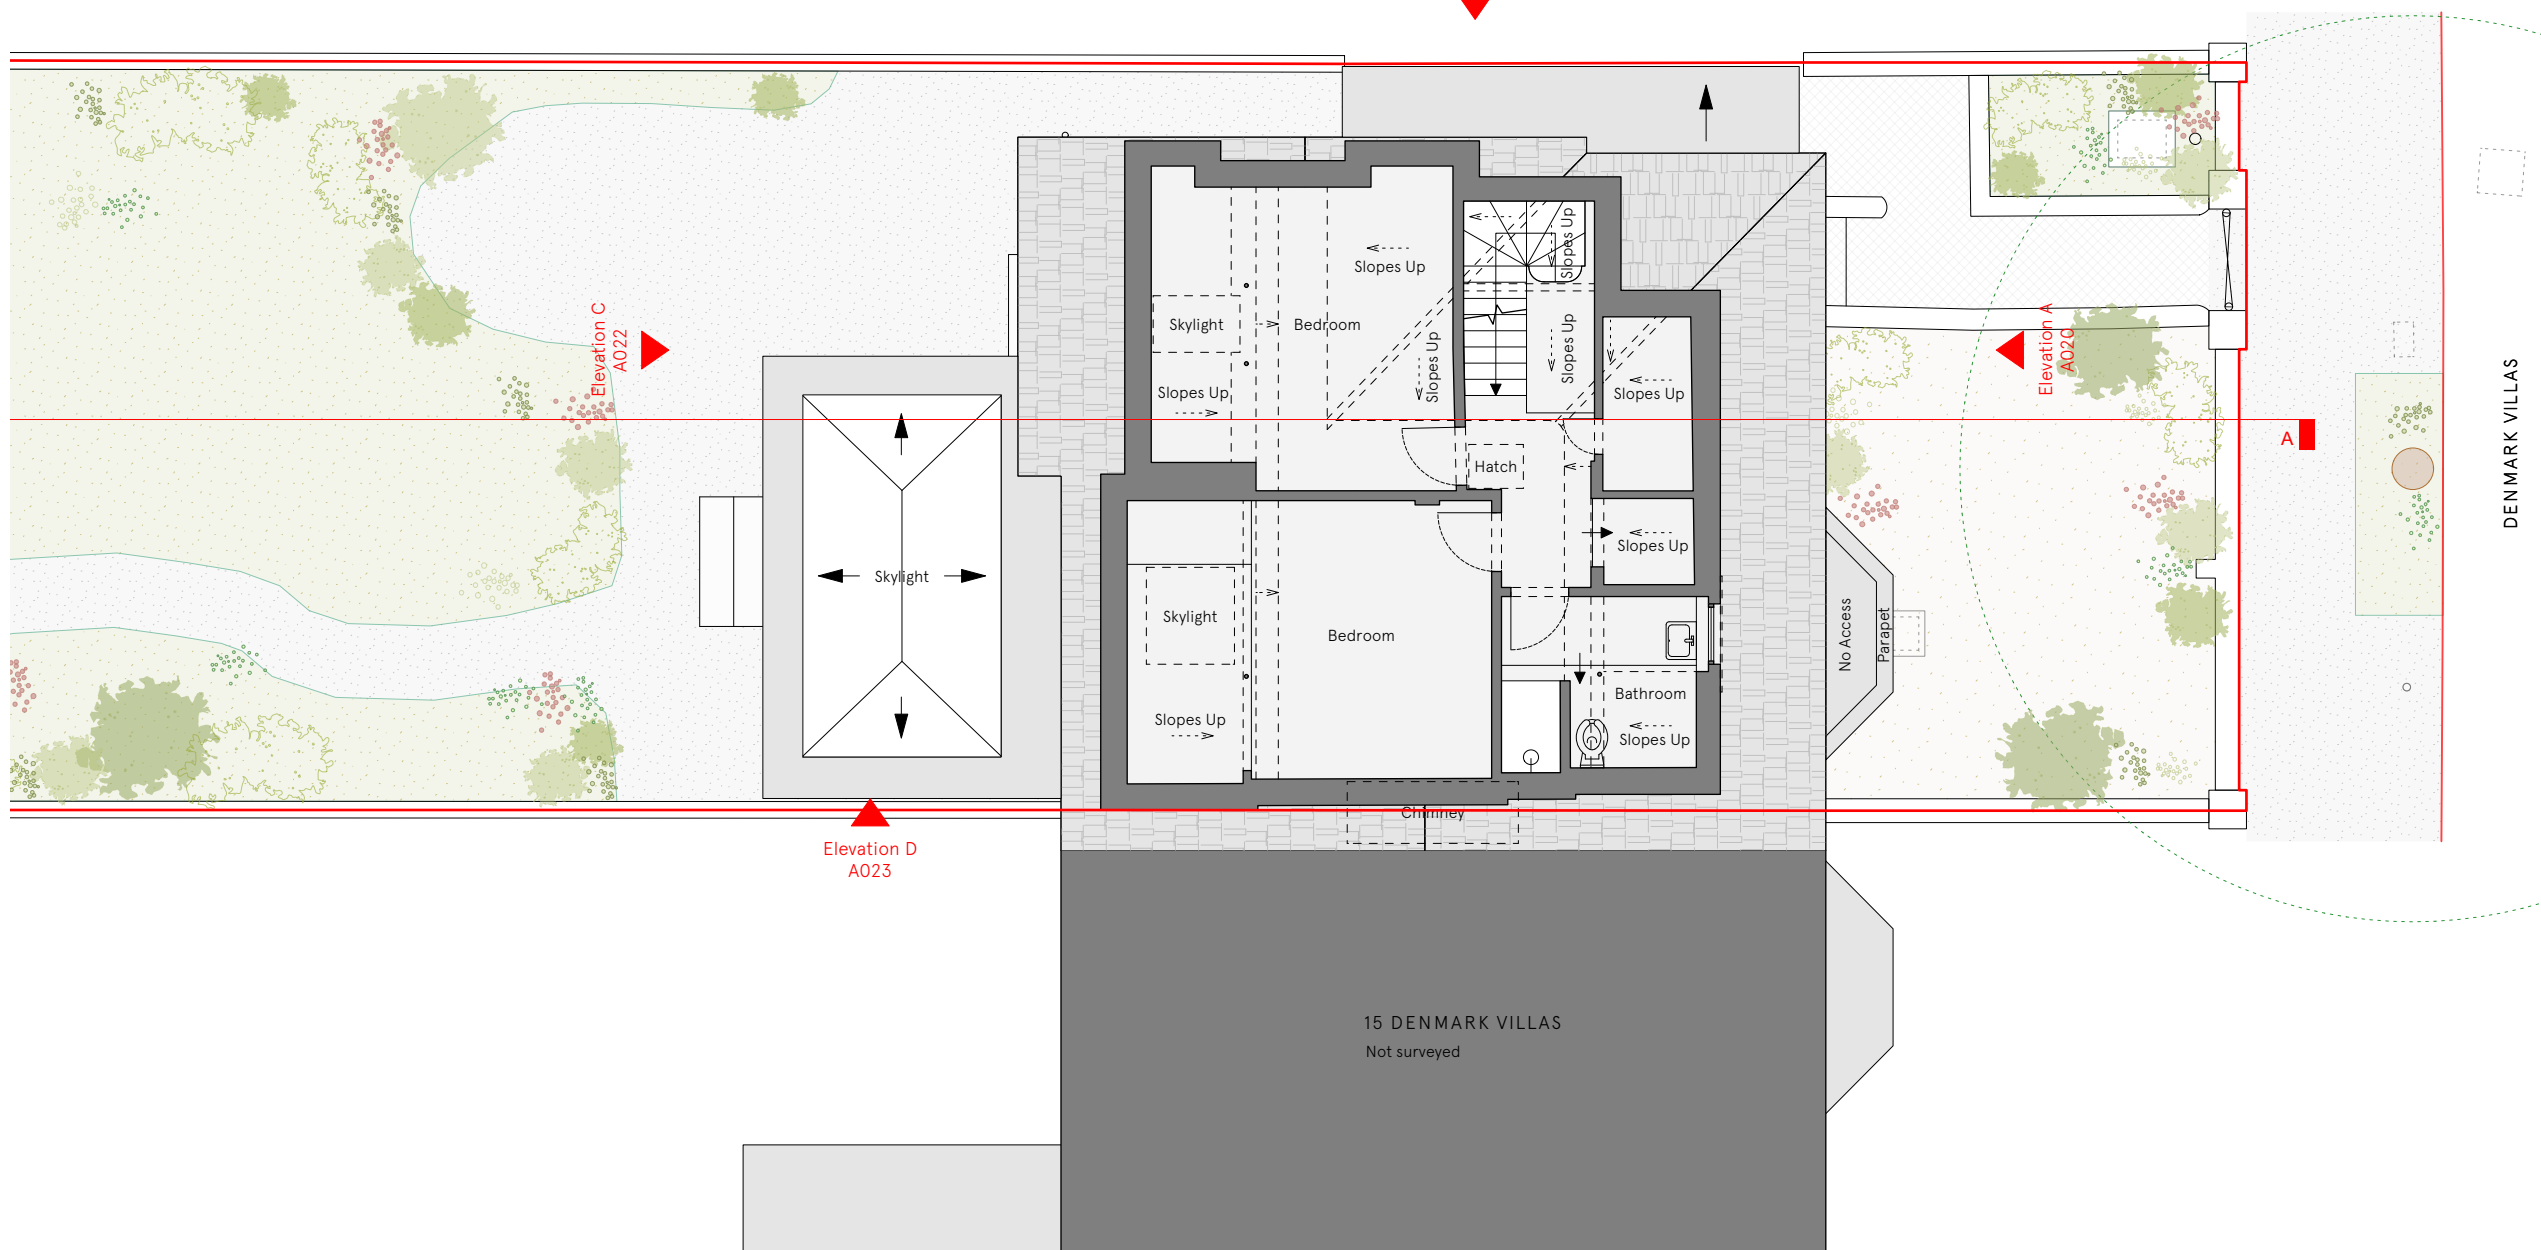 Slopes Up
Slopes Up
Skylight
Bedroom
Slopes Up
Slopes Up
Slopes Up
Slopes Up
Elevation C
A022
Elevation A
A020
DENMARK VILLAS
A
Hatch
Slopes Up
Skylight
Skylight
Bedroom
No Access
Parapet
Bathroom
Slopes Up
Slopes Up
Chimney
Elevation D
A023
15 DENMARK VILLAS
Not surveyed